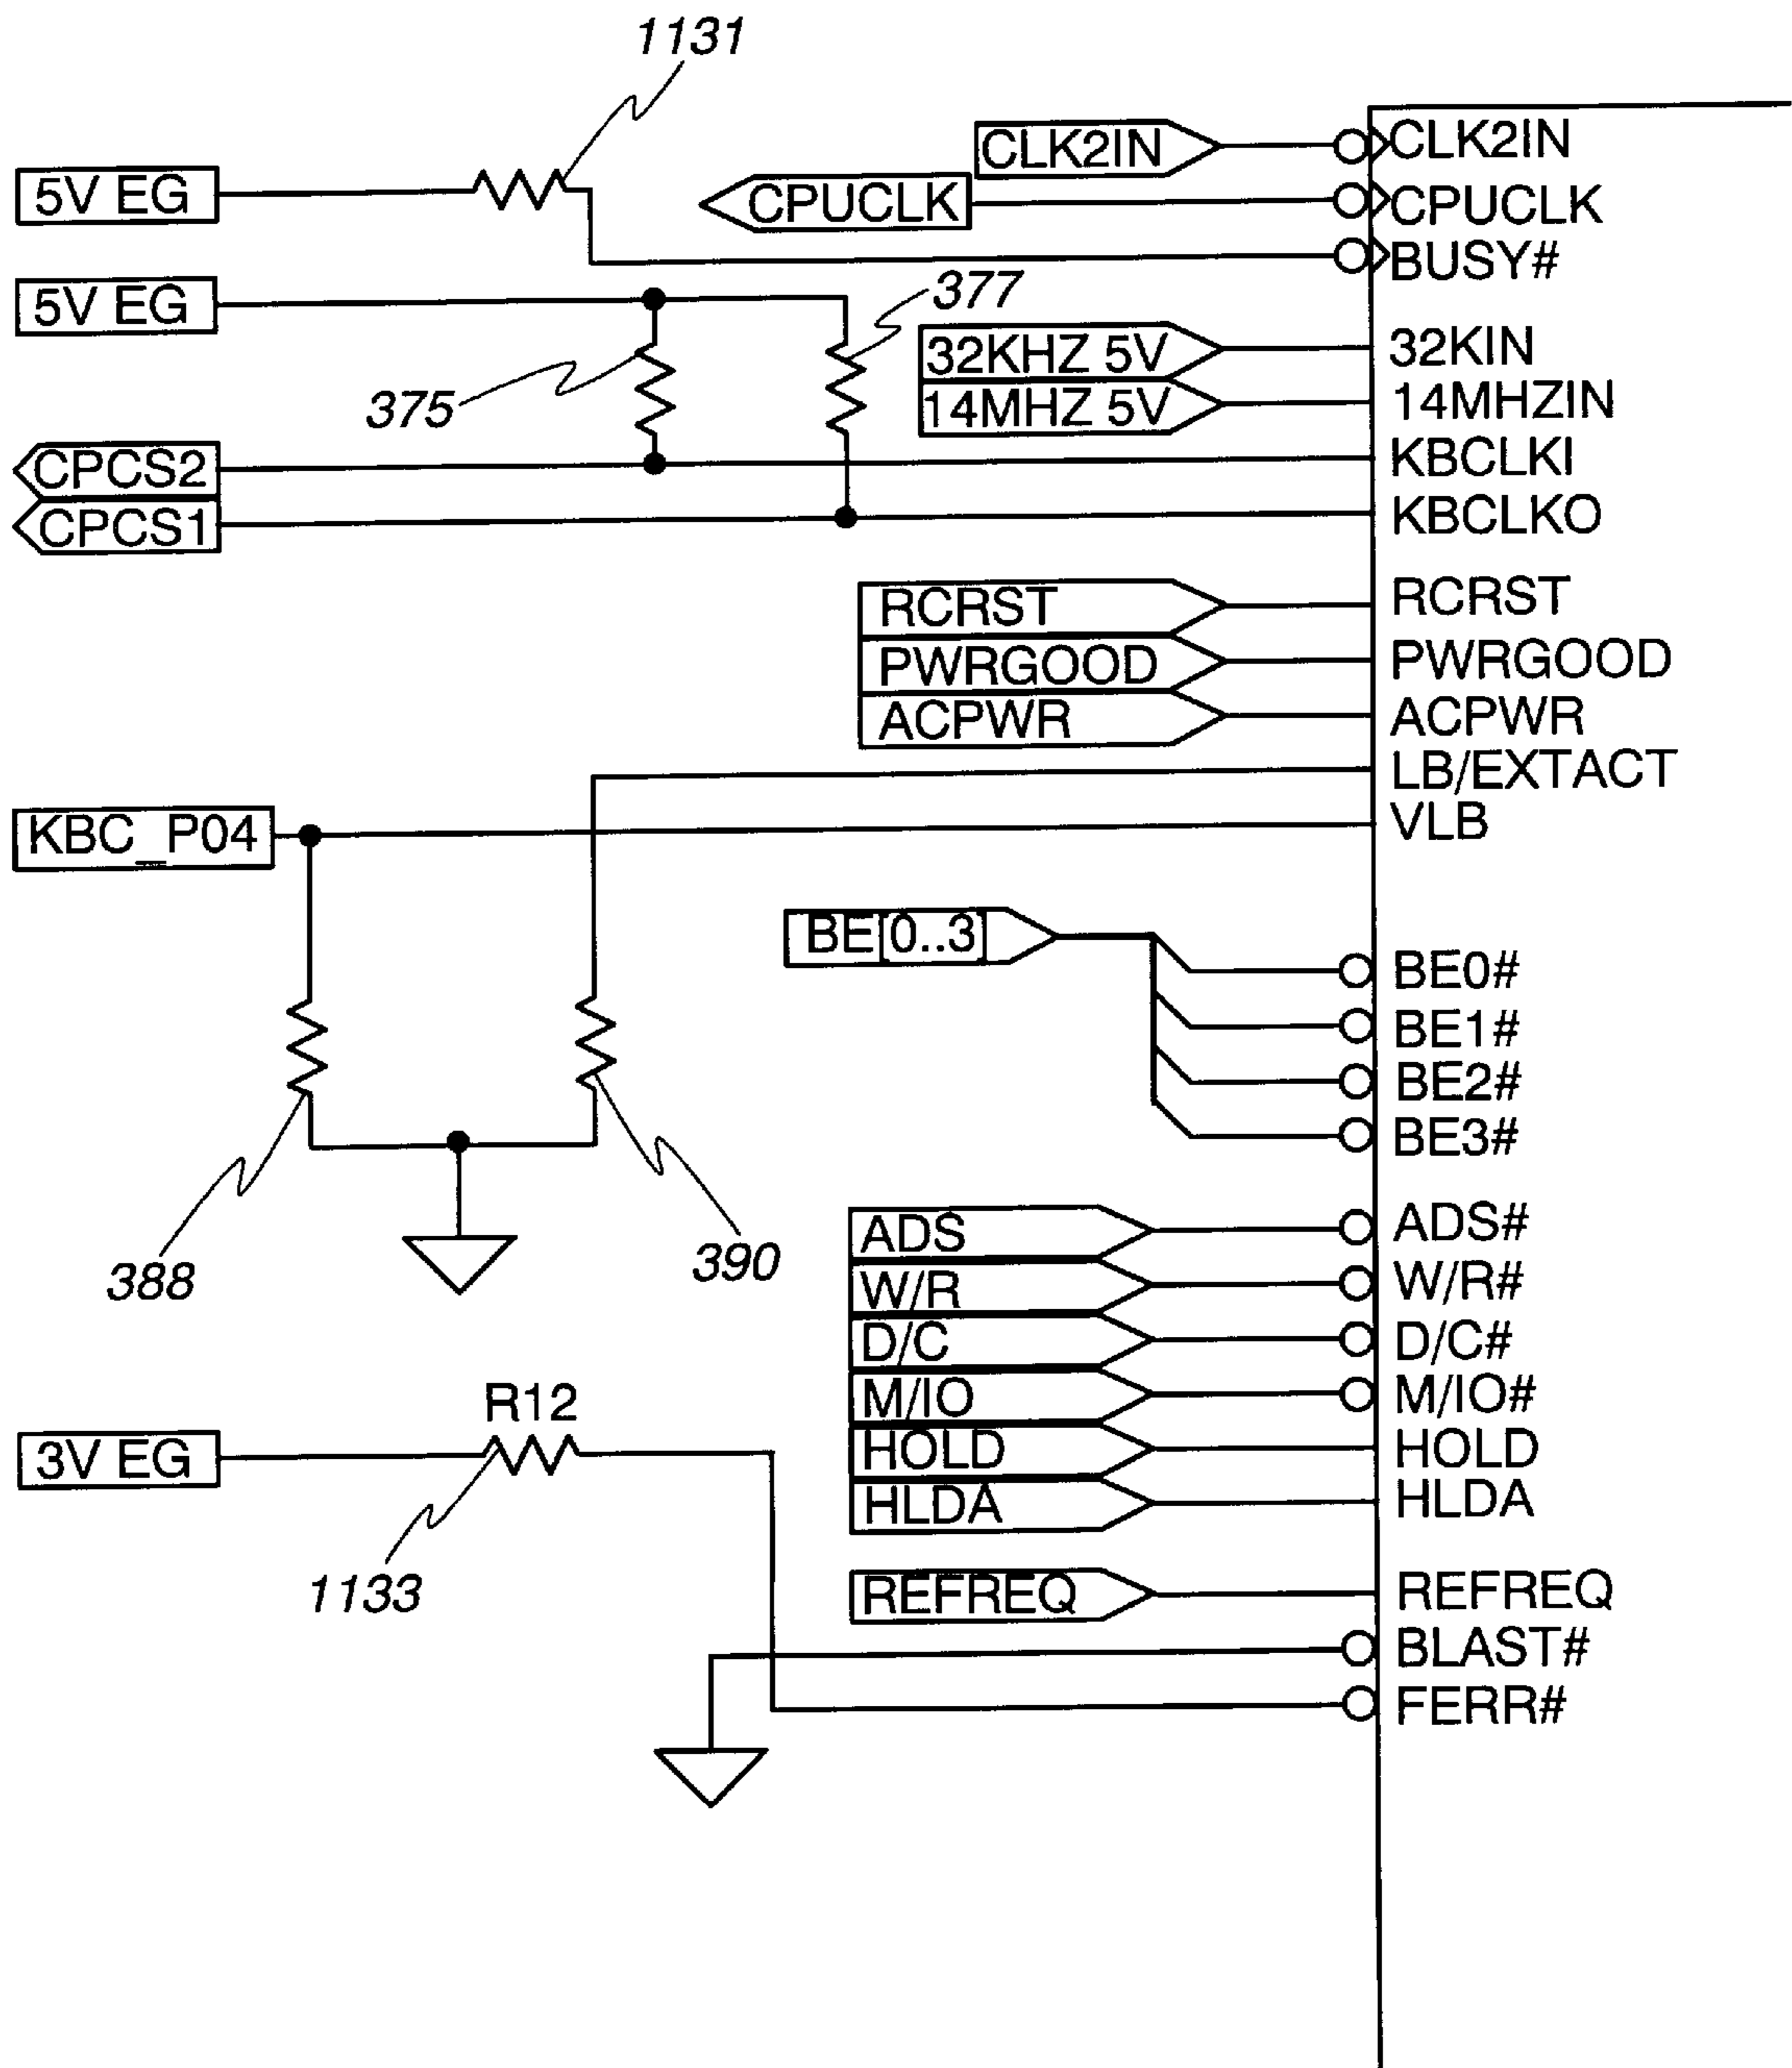 1131
CLK2IN CLK2IN
5V EG CPUCLK CPUCLK
BUSY#
5V EG 377
32KHZ 5V 32KIN
375 14MHZ 5V 14MHZIN
CPCS2 KBCLKI
CPCS1 KBCLKO
RCRST RCRST
PWRGOOD PWRGOOD
ACPWR ACPWR
LB/EXTACT
KBC_P04 VLB
BE[0..3]
BE0#
BE1#
BE2#
BE3#
ADS ADS#
388 390 W/R W/R#
D/C D/C#
R12 M/IO M/IO#
3V EG HOLD HOLD
HLDA HLDA
1133 REFREQ REFREQ
BLAST#
FERR#